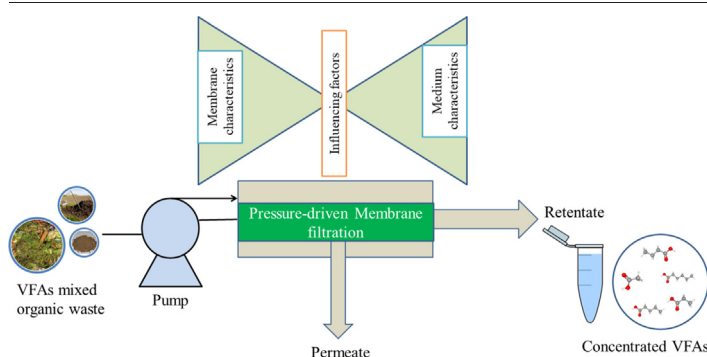 Membrane
characteristics
Influencing factors
Medium
characteristics
Pressure-driven Membrane
filtration
Retentate
VFAs mixed
organic waste
Pump
Permeate
Concentrated VFAs